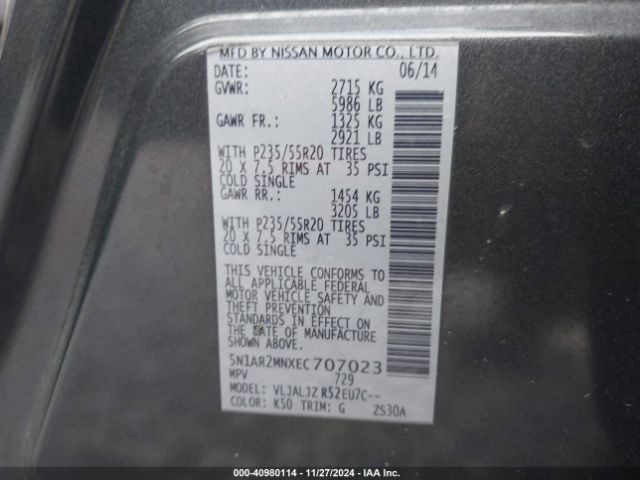 MFD BY NISSAN MOTOR CO., LTD.
DATE: 06/14
GVWR: 2715 KG
5986 LB
GAWR FR.: 1325 KG
2921 LB
WITH P235/55R20 TIRES
20 X 7.5 RIMS AT 35 PSI
COLD SINGLE
GAWR RR.: 1454 KG
3205 LB
WITH P235/55R20 TIRES
20 X 7.5 RIMS AT 35 PSI
COLD SINGLE
THIS VEHICLE CONFORMS TO
ALL APPLICABLE FEDERAL
MOTOR VEHICLE SAFETY AND
THEFT PREVENTION
STANDARDS IN EFFECT ON
THE DATE OF MANUFACTURE
SHOWN ABOVE.
5N1AR2MNXEC707023
MPV 729
MODEL: VLJALJZ R52EU7C--
COLOR: K50 TRIM: G ZS30A
000-40980114 - 11/27/2024 - IAA Inc.